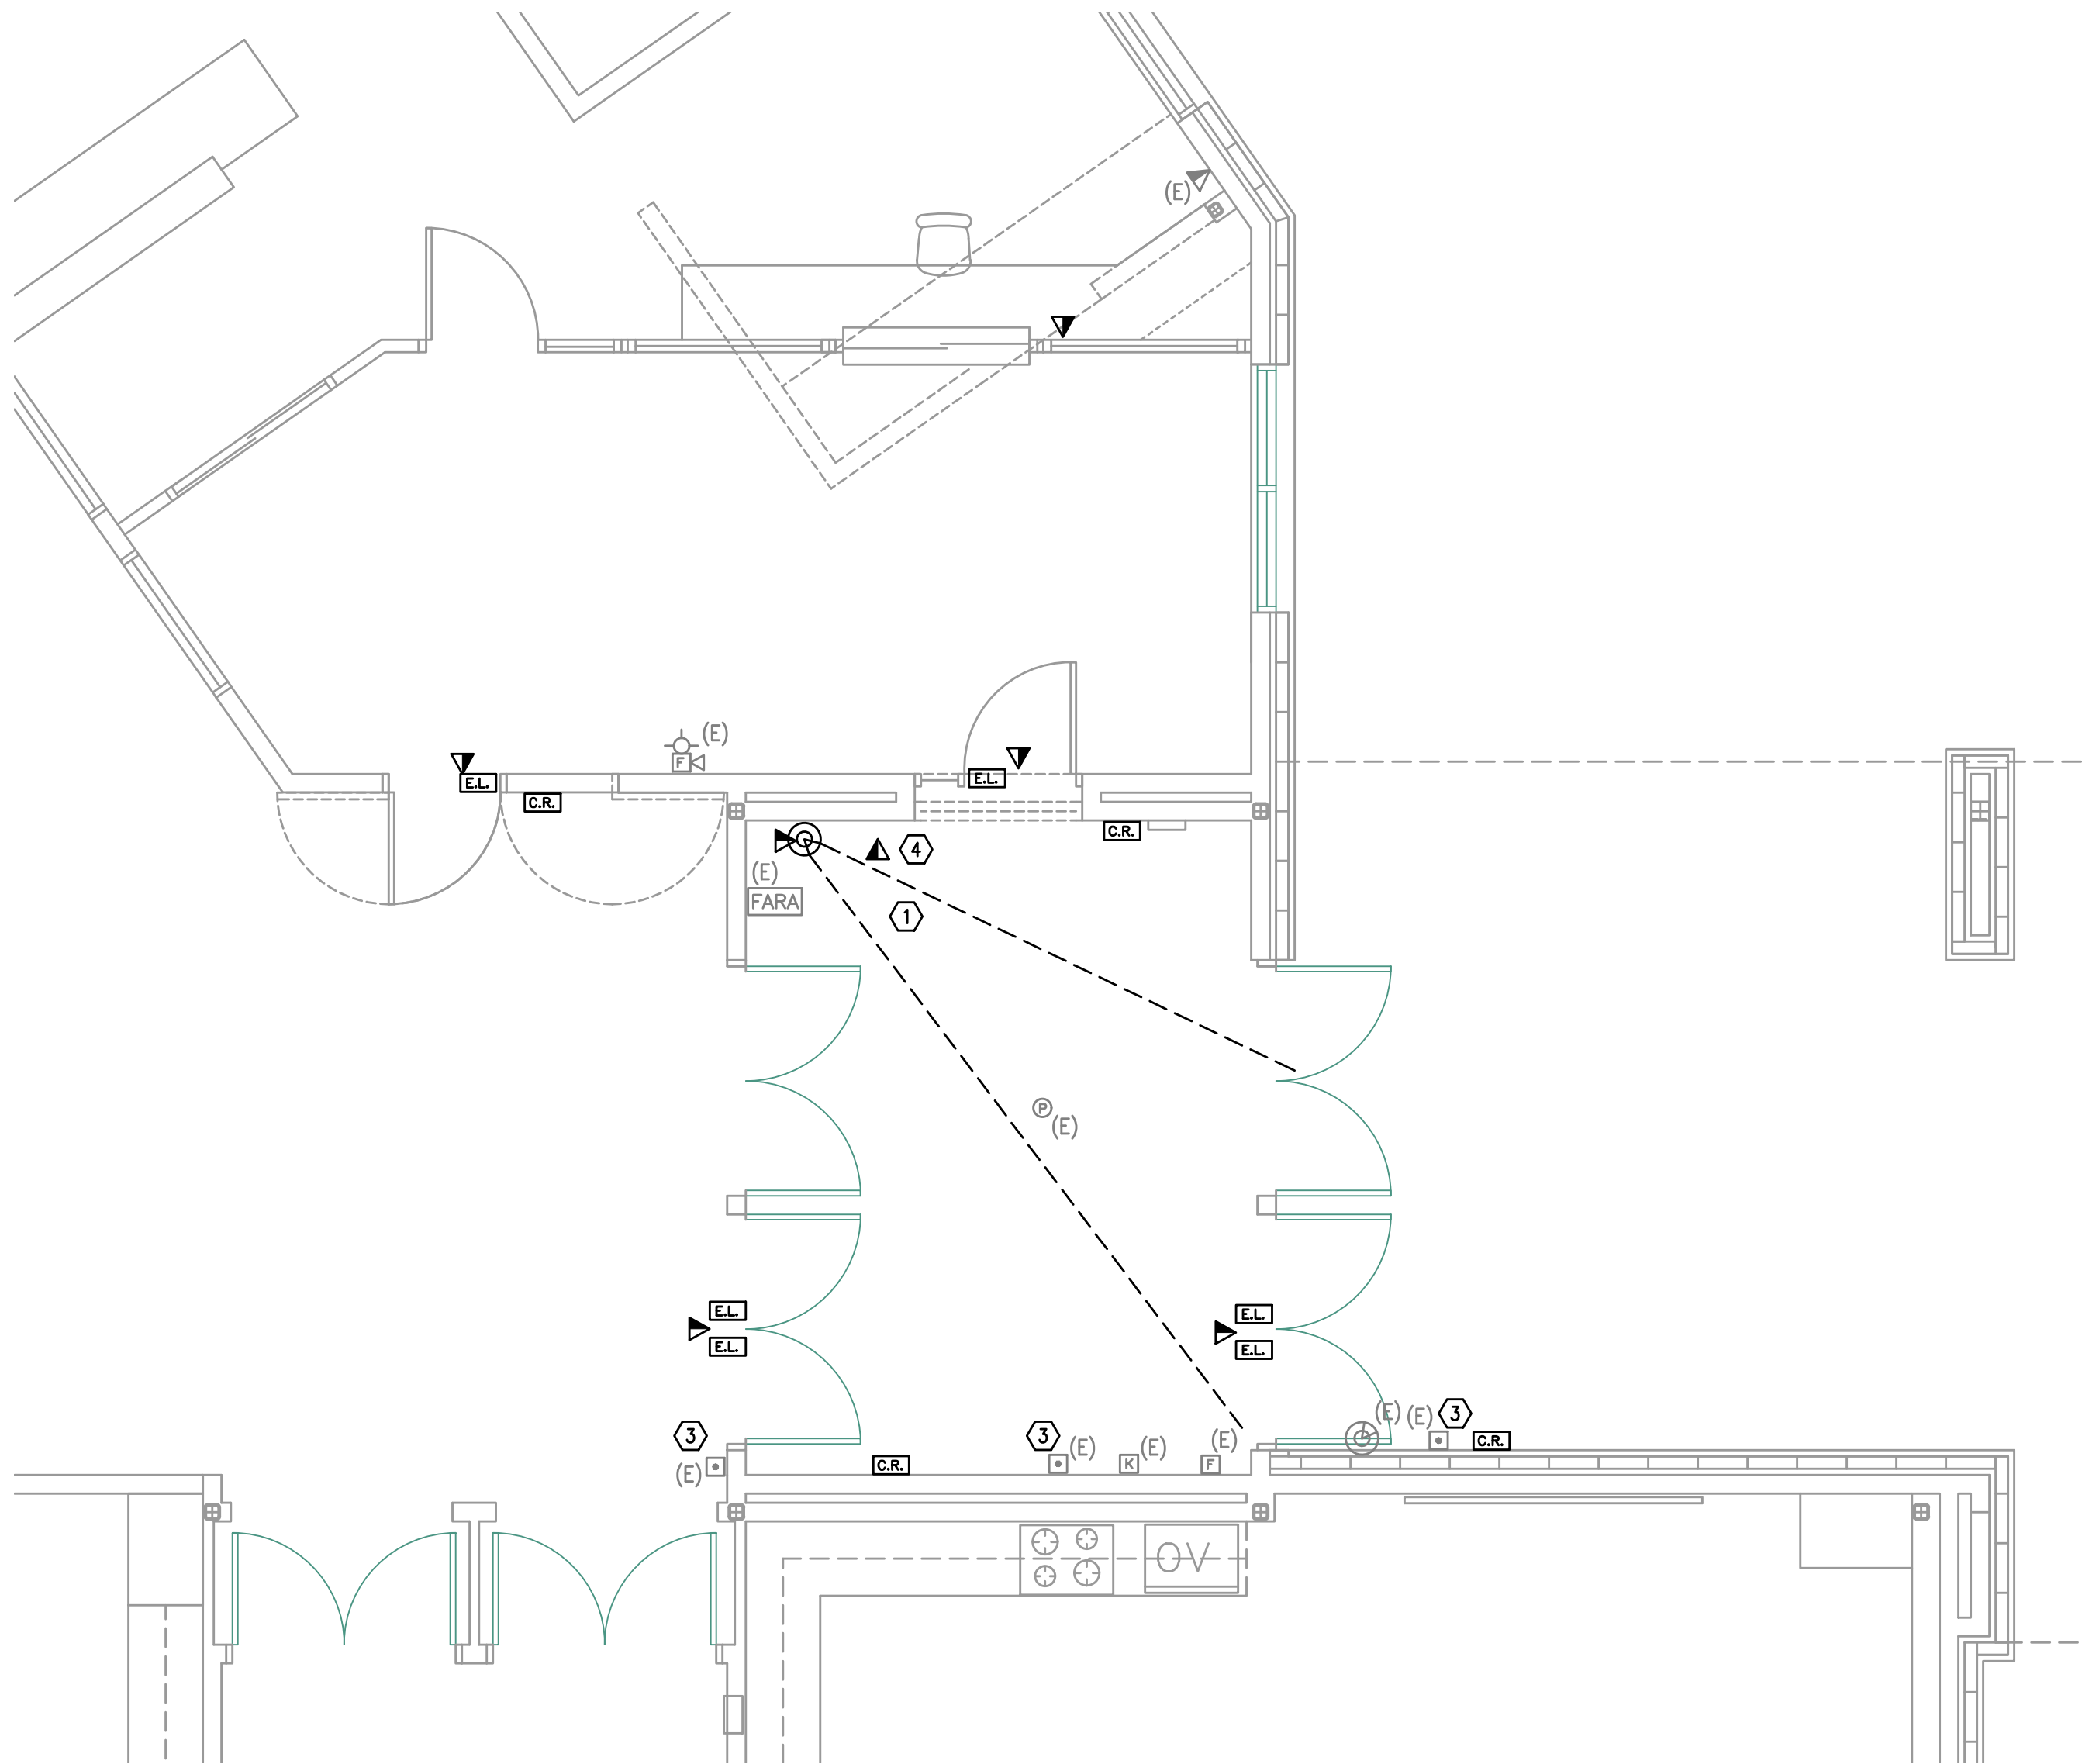 (E)
(E)
F
E.L.
E.L.
C.R.
C.R.
4
(E)
FARA
1
P
(E)
E.L.
E.L.
E.L.
E.L.
3
(E)
C.R.
3
(E)
K
(E)
F
(E)
(E)
(E)
3
C.R.
OV